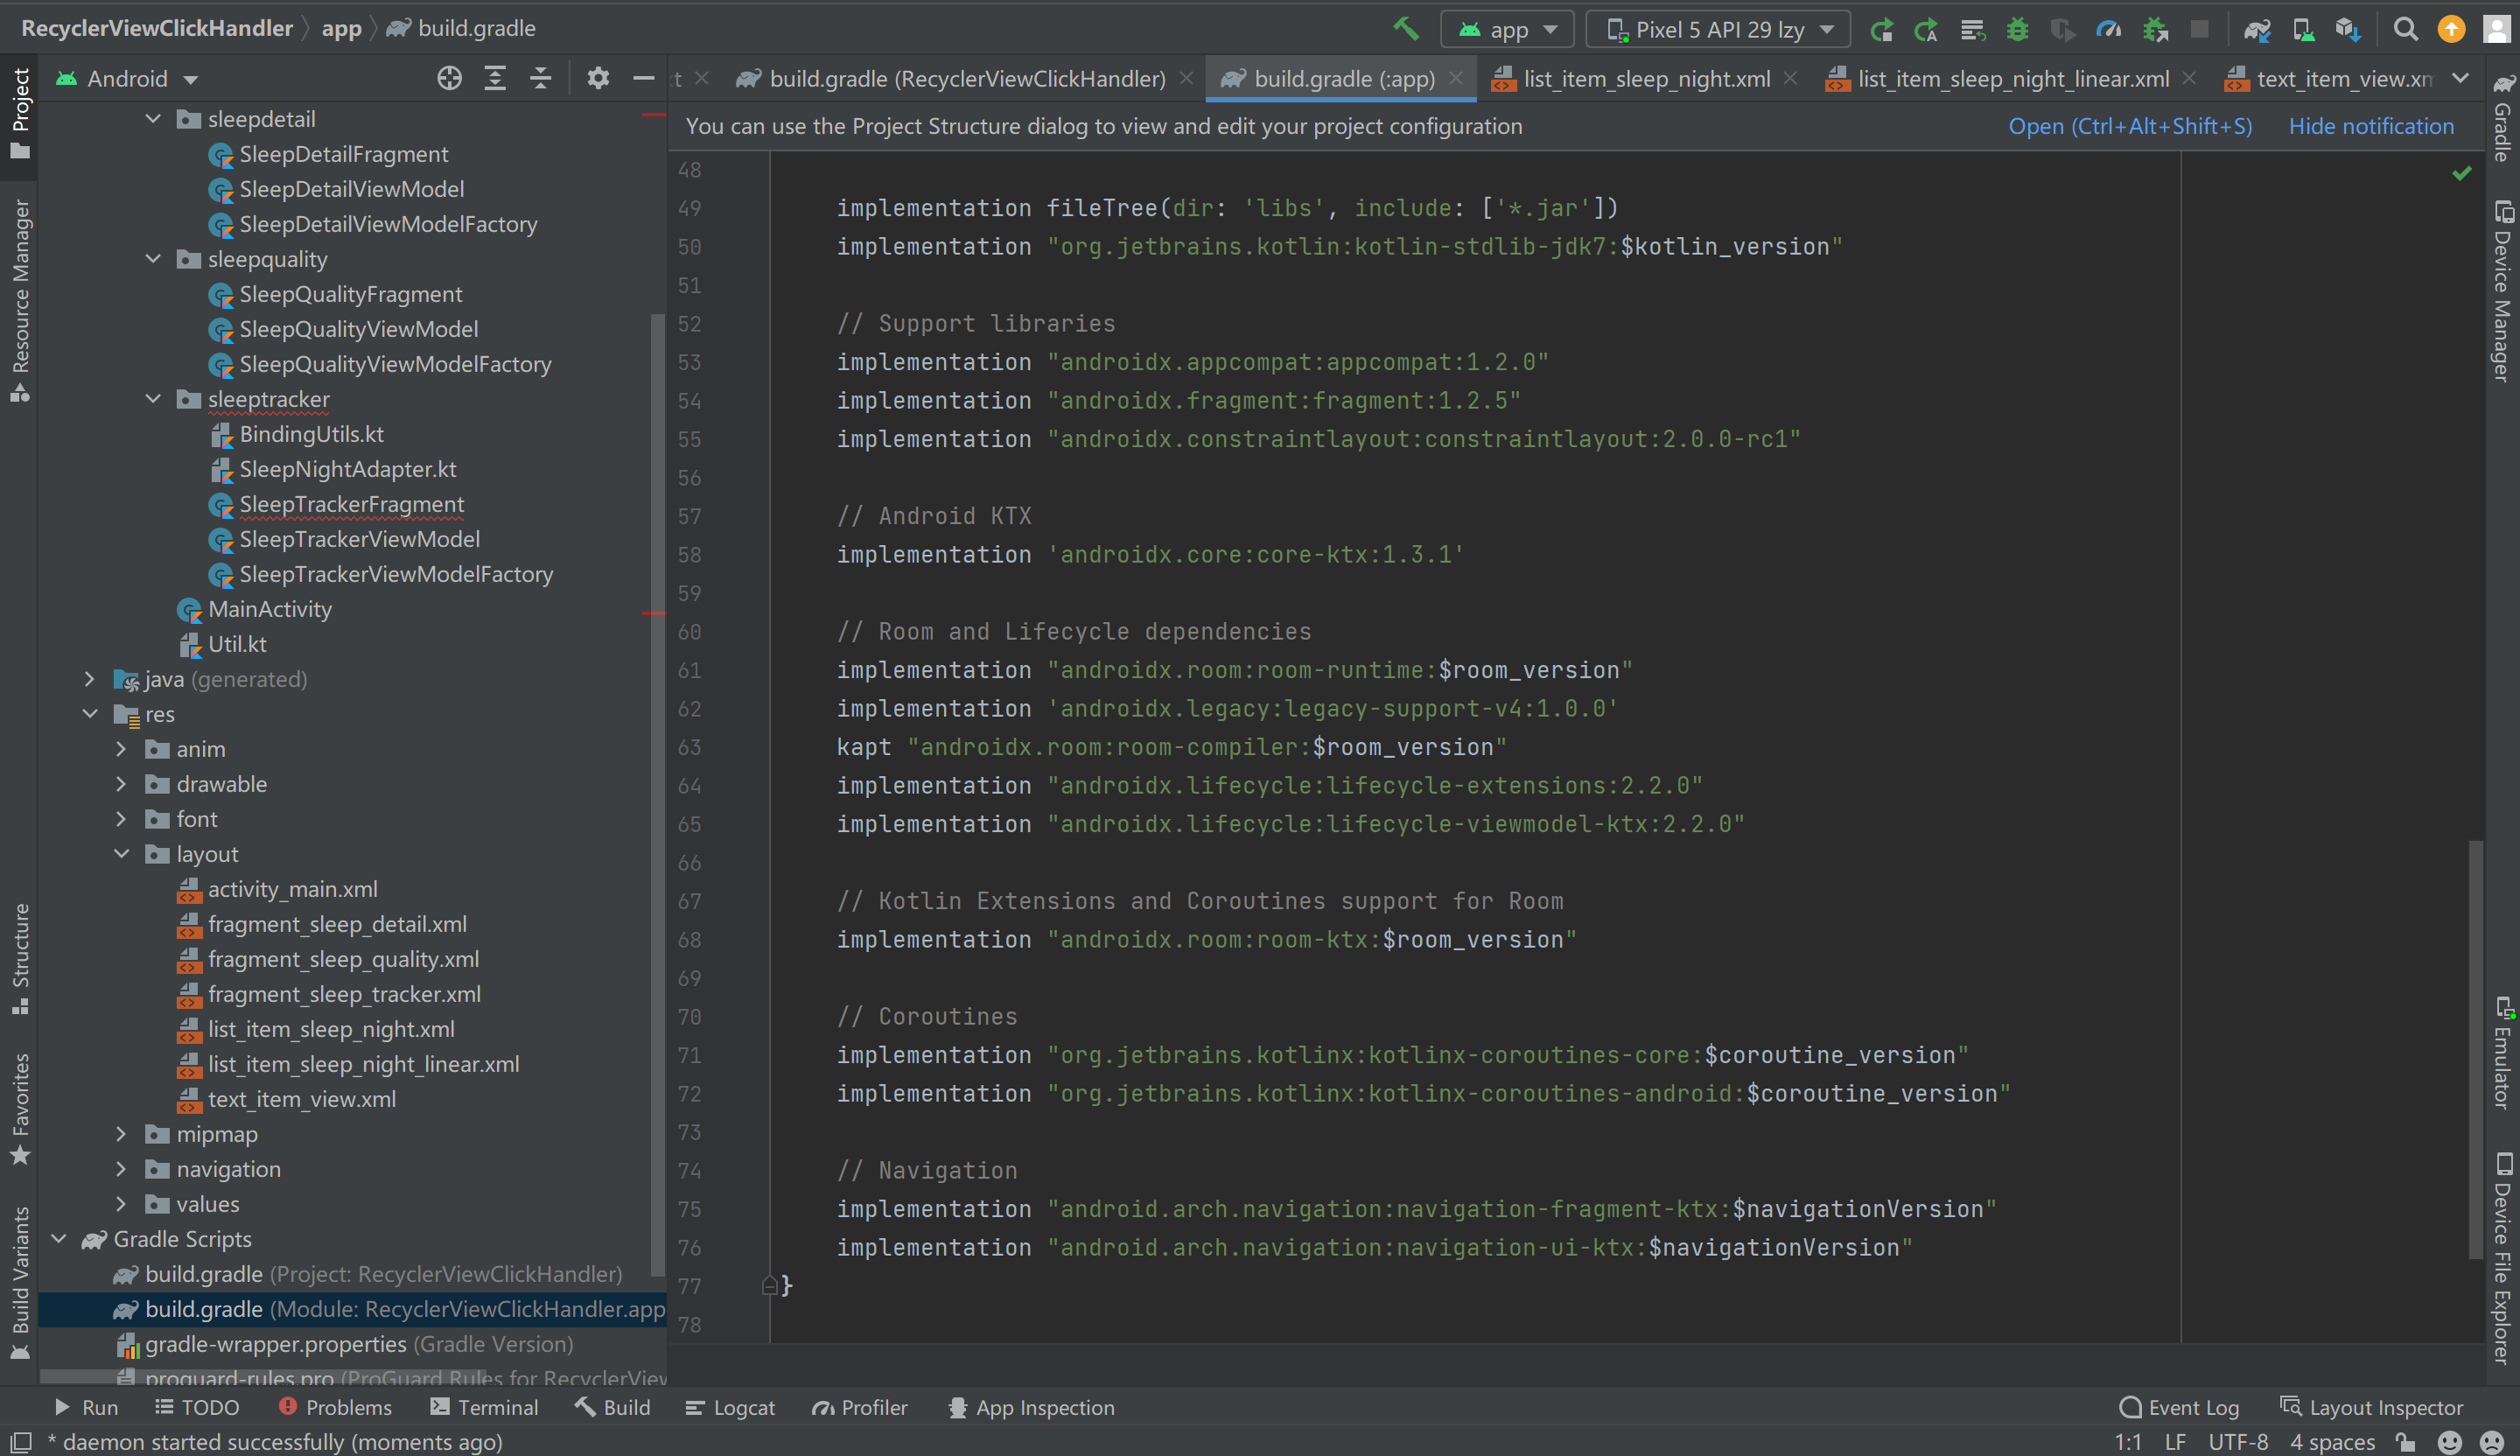 RecyclerViewClickHandler app build.gradle
app Pixel 5 API 29 lzy
Project
Android
t build.gradle (RecyclerViewClickHandler) build.gradle (:app) list_item_sleep_night.xml list_item_sleep_night_linear.xml text_item_view.xm
You can use the Project Structure dialog to view and edit your project configuration Open (Ctrl+Alt+Shift+S) Hide notification
Resource Manager
Structure
Favorites
Build Variants
sleepdetail
SleepDetailFragment
SleepDetailViewModel
SleepDetailViewModelFactory
sleepquality
SleepQualityFragment
SleepQualityViewModel
SleepQualityViewModelFactory
sleeptracker
BindingUtils.kt
SleepNightAdapter.kt
SleepTrackerFragment
SleepTrackerViewModel
SleepTrackerViewModelFactory
MainActivity
Util.kt
java (generated)
res
anim
drawable
font
layout
activity_main.xml
fragment_sleep_detail.xml
fragment_sleep_quality.xml
fragment_sleep_tracker.xml
list_item_sleep_night.xml
list_item_sleep_night_linear.xml
text_item_view.xml
mipmap
navigation
values
Gradle Scripts
build.gradle (Project: RecyclerViewClickHandler)
build.gradle (Module: RecyclerViewClickHandler.app
gradle-wrapper.properties (Gradle Version)
proguard-rules.pro (ProGuard Rules for RecyclerView
48
49 implementation fileTree(dir: 'libs', include: ['*.jar'])
50 implementation "org.jetbrains.kotlin:kotlin-stdlib-jdk7:$kotlin_version"
51
52 // Support libraries
53 implementation "androidx.appcompat:appcompat:1.2.0"
54 implementation "androidx.fragment:fragment:1.2.5"
55 implementation "androidx.constraintlayout:constraintlayout:2.0.0-rc1"
56
57 // Android KTX
58 implementation 'androidx.core:core-ktx:1.3.1'
59
60 // Room and Lifecycle dependencies
61 implementation "androidx.room:room-runtime:$room_version"
62 implementation 'androidx.legacy:legacy-support-v4:1.0.0'
63 kapt "androidx.room:room-compiler:$room_version"
64 implementation "androidx.lifecycle:lifecycle-extensions:2.2.0"
65 implementation "androidx.lifecycle:lifecycle-viewmodel-ktx:2.2.0"
66
67 // Kotlin Extensions and Coroutines support for Room
68 implementation "androidx.room:room-ktx:$room_version"
69
70 // Coroutines
71 implementation "org.jetbrains.kotlinx:kotlinx-coroutines-core:$coroutine_version"
72 implementation "org.jetbrains.kotlinx:kotlinx-coroutines-android:$coroutine_version"
73
74 // Navigation
75 implementation "android.arch.navigation:navigation-fragment-ktx:$navigationVersion"
76 implementation "android.arch.navigation:navigation-ui-ktx:$navigationVersion"
77 }
78
Gradle
Device Manager
Emulator
Device File Explorer
Run TODO Problems Terminal Build Logcat Profiler App Inspection Event Log Layout Inspector
* daemon started successfully (moments ago) 1:1 LF UTF-8 4 spaces